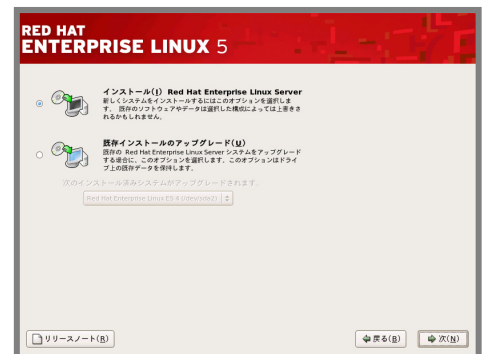 RED HAT
ENTERPRISE LINUX 5
インストール(I) Red Hat Enterprise Linux Server
新しくシステムをインストールするにはこのオプションを選択しま
す。 既存のソフトウェアやデータは選択した構成によっては上書きさ
れるかもしれません。
既存インストールのアップグレード(U)
既存の Red Hat Enterprise Linux Server システムをアップグレード
する場合に、このオプションを選択します。このオプションはドライ
ブ上の既存データを保持します。
次のインストール済みシステムがアップグレードされます.
Red Hat Enterprise Linux ES 4 (/dev/sda2)
リリースノート(R)
戻る(B)
次(N)